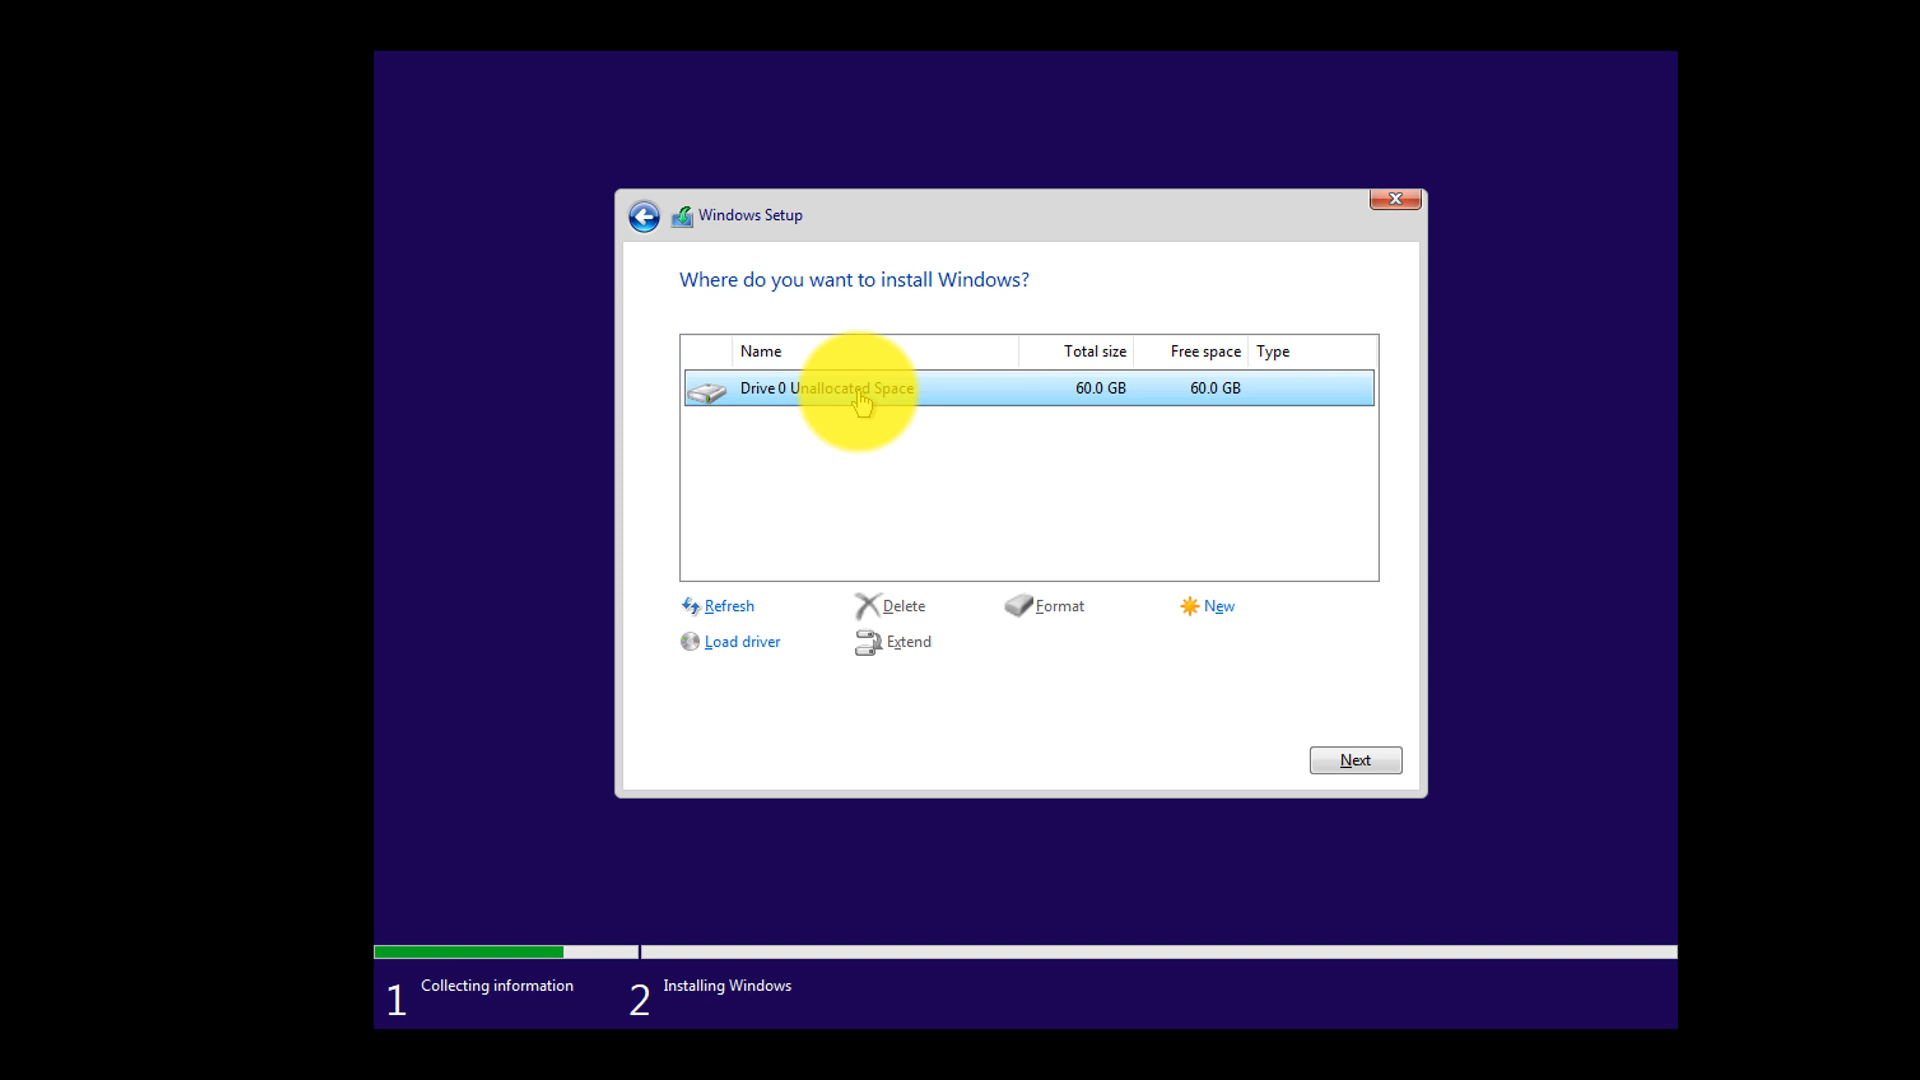 Windows Setup
Where do you want to install Windows?
Name Total size Free space Type
Drive 0 Unallocated Space 60.0 GB 60.0 GB
Refresh Delete Format New
Load driver Extend
Next
1 Collecting information 2 Installing Windows